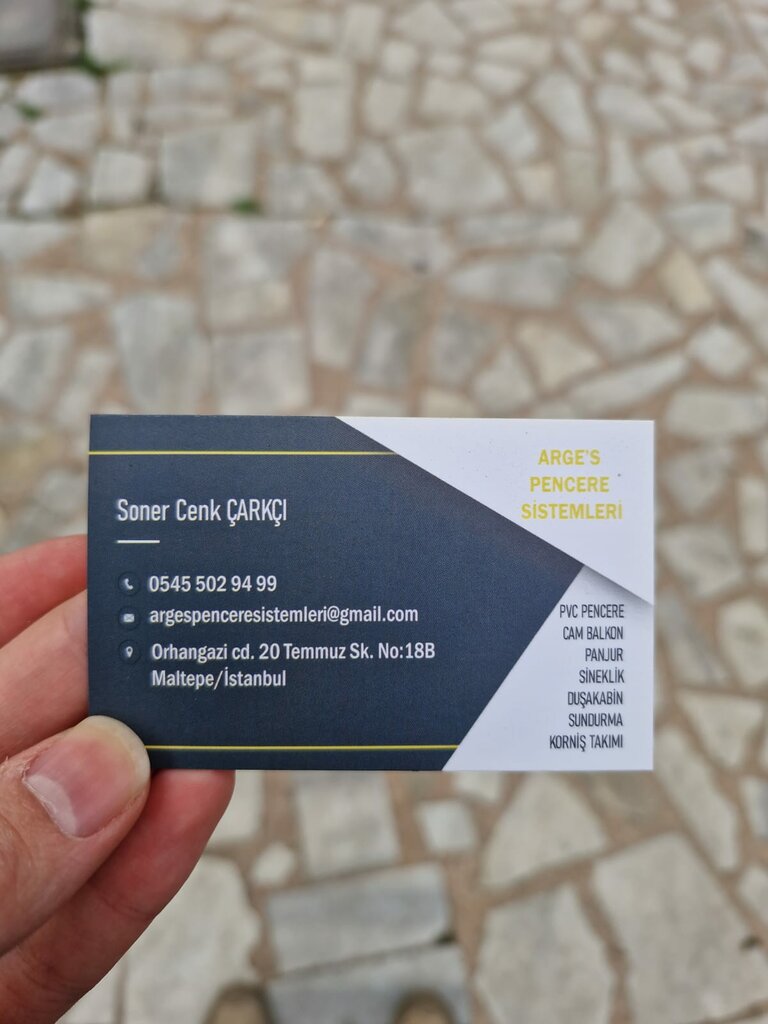 ARGE'S
PENCERE
SİSTEMLERİ
Soner Cenk ÇARKÇI
0545 502 94 99
argespenceresistemleri@gmail.com
Orhangazi cd. 20 Temmuz Sk. No:18B
Maltepe/İstanbul
PVC PENCERE
CAM BALKON
PANJUR
SİNEKLİK
DUŞAKABİN
SUNDURMA
KORNİŞ TAKIMI